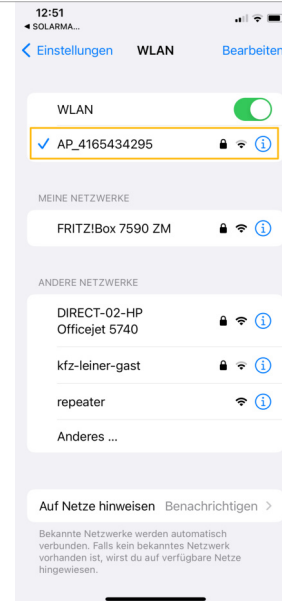 12:51
◀ SOLARMA...
Einstellungen WLAN Bearbeiten
WLAN
AP_4165434295
MEINE NETZWERKE
FRITZ!Box 7590 ZM
ANDERE NETZWERKE
DIRECT-02-HP
Officejet 5740
kfz-leiner-gast
repeater
Anderes ...
Auf Netze hinweisen Benachrichtigen
Bekannte Netzwerke werden automatisch
verbunden. Falls kein bekanntes Netzwerk
vorhanden ist, wirst du auf verfügbare Netze
hingewiesen.